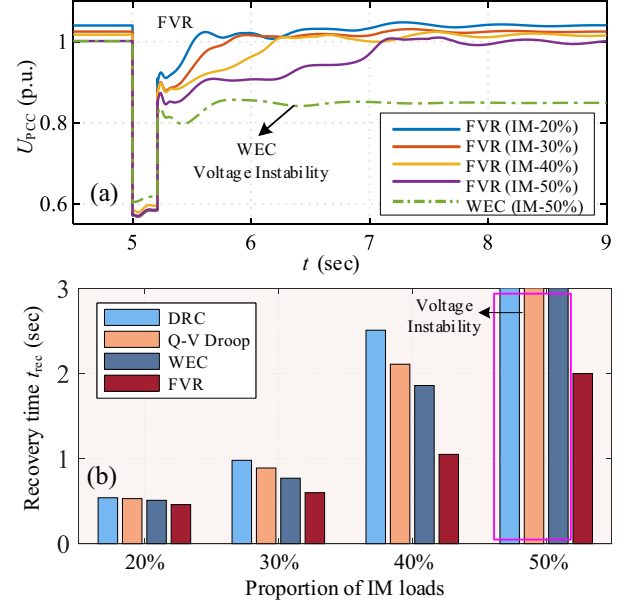 FVR
1
0.8
0.6
U_PCC (p.u.)
WEC
Voltage Instability
FVR (IM-20%)
FVR (IM-30%)
FVR (IM-40%)
FVR (IM-50%)
WEC (IM-50%)
(a)
5
6
7
8
9
t (sec)
3
2
1
0
Recovery time t_rec (sec)
DRC
Q-V Droop
WEC
FVR
Voltage
Instability
(b)
20%
30%
40%
50%
Proportion of IM loads